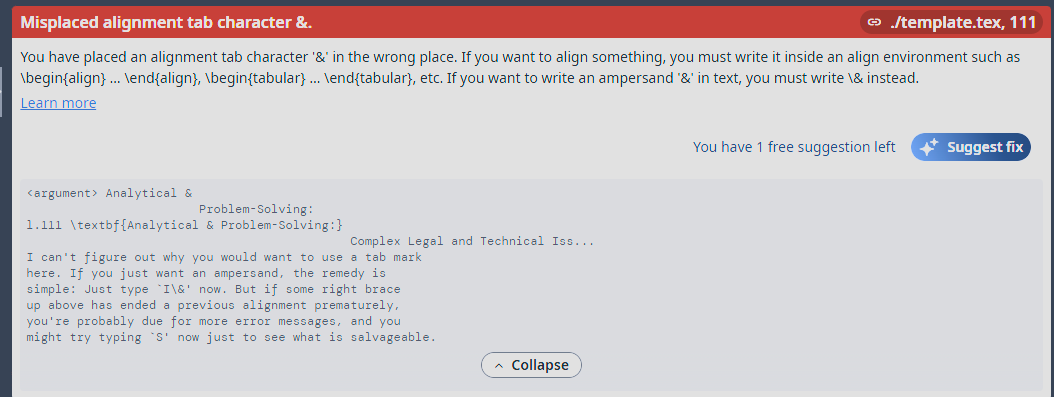 Misplaced alignment tab character &.
./template.tex, 111
You have placed an alignment tab character '&' in the wrong place. If you want to align something, you must write it inside an align environment such as
\begin{align} … \end{align}, \begin{tabular} … \end{tabular}, etc. If you want to write an ampersand '&' in text, you must write \& instead.
Learn more
You have 1 free suggestion left
Suggest fix
<argument> Analytical &
Problem-Solving:
l.111 \textbf{Analytical & Problem-Solving:}
Complex Legal and Technical Iss...
I can't figure out why you would want to use a tab mark
here. If you just want an ampersand, the remedy is
simple: Just type `I\&' now. But if some right brace
up above has ended a previous alignment prematurely,
you're probably due for more error messages, and you
might try typing `S' now just to see what is salvageable.
Collapse